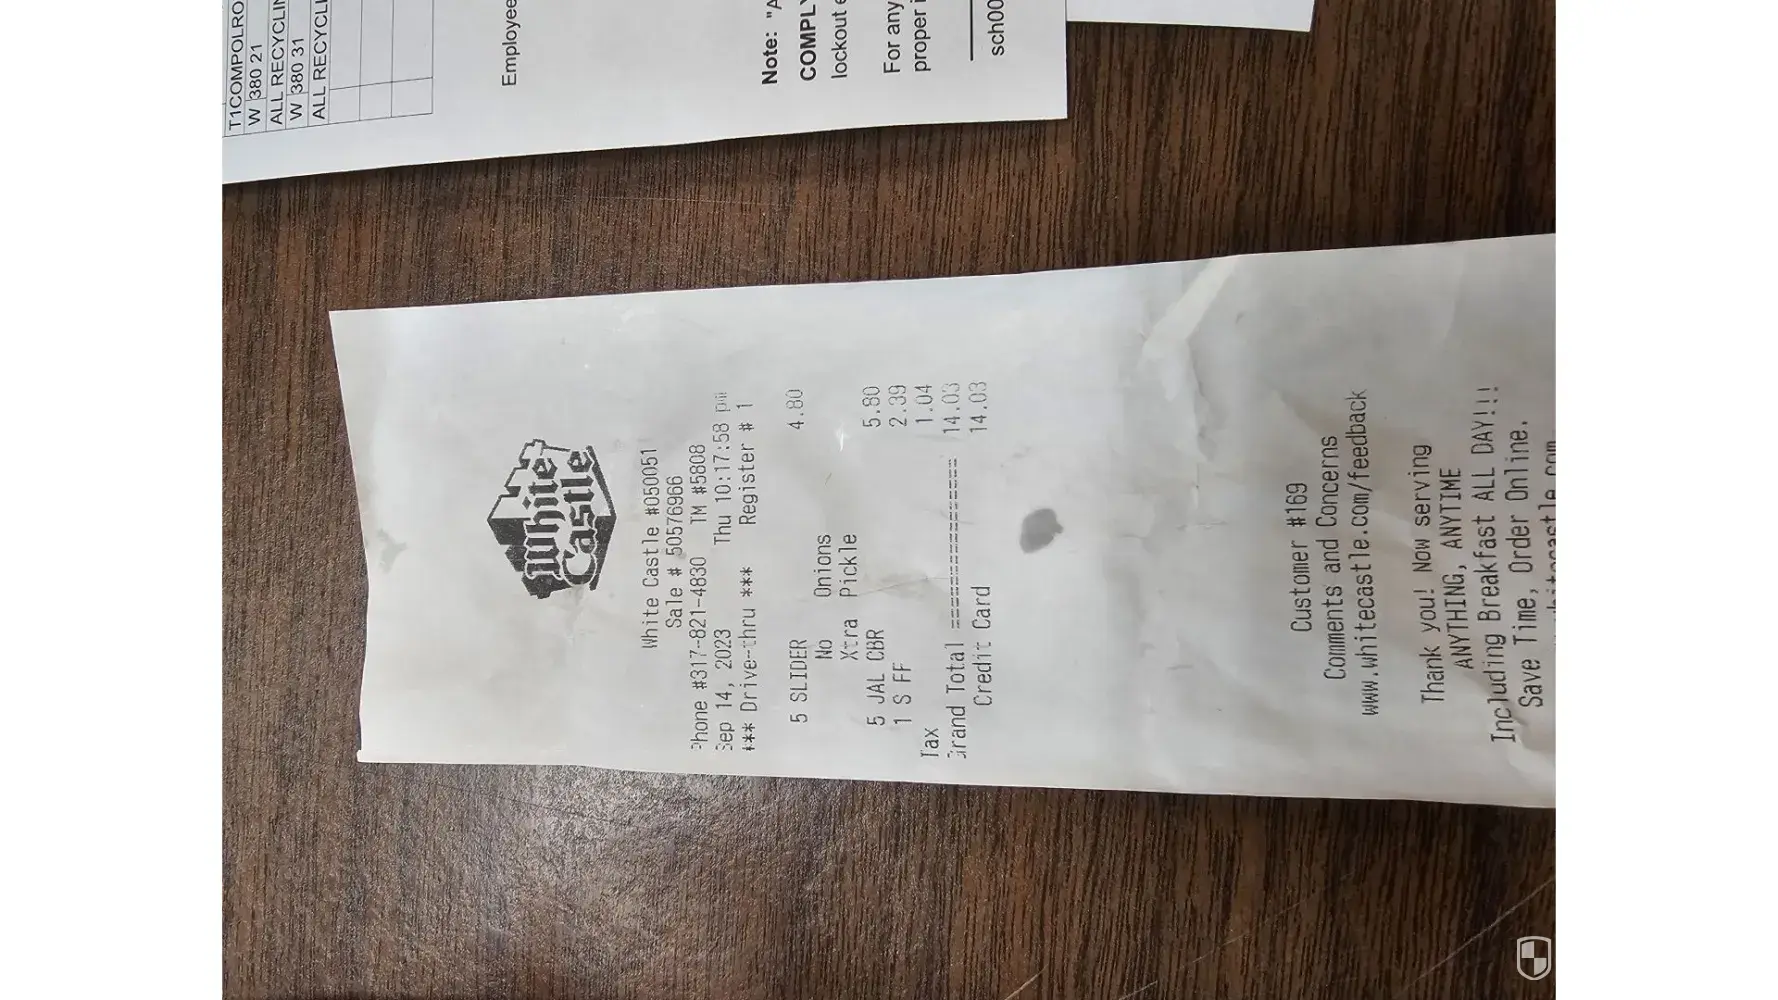 T1COMPOLRO
W 380 21
ALL RECYCLIN
W 380 31
ALL RECYCL
Employee
Note: "A
COMPLY
lockout e
For any
proper i
sch00
White Castle
White Castle #050051
Sale # 50576966
Phone #317-821-4830 TM #5808
Sep 14, 2023 Thu 10:17:58 pm
*** Drive-thru *** Register # 1
5 SLIDER 4.80
No Onions
Xtra Pickle
5 JAL CBR 5.80
1 S FF 2.39
Tax 1.04
Grand Total 14.03
Credit Card 14.03
Customer #169
Comments and Concerns
www.whitecastle.com/feedback
Thank you! Now serving
ANYTHING, ANYTIME
Including Breakfast ALL DAY!!!
Save Time, Order Online.
whitecastle.com